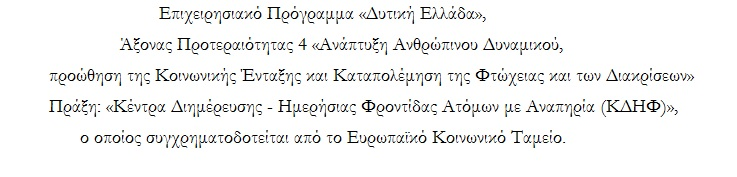 Επιχειρησιακό Πρόγραμμα «Δυτική Ελλάδα»,
Άξονας Προτεραιότητας 4 «Ανάπτυξη Ανθρώπινου Δυναμικού,
προώθηση της Κοινωνικής Ένταξης και Καταπολέμηση της Φτώχειας και των Διακρίσεων»
Πράξη: «Κέντρα Διημέρευσης - Ημερήσιας Φροντίδας Ατόμων με Αναπηρία (ΚΔΗΦ)»,
ο οποίος συγχρηματοδοτείται από το Ευρωπαϊκό Κοινωνικό Ταμείο.